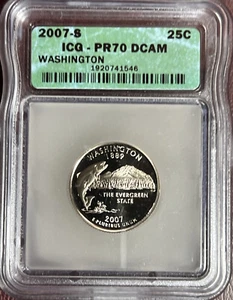 2007-S 25C
ICG - PR70 DCAM
WASHINGTON
1920741546
WASHINGTON
1889
THE EVERGREEN
STATE
2007
E PLURIBUS UNUM